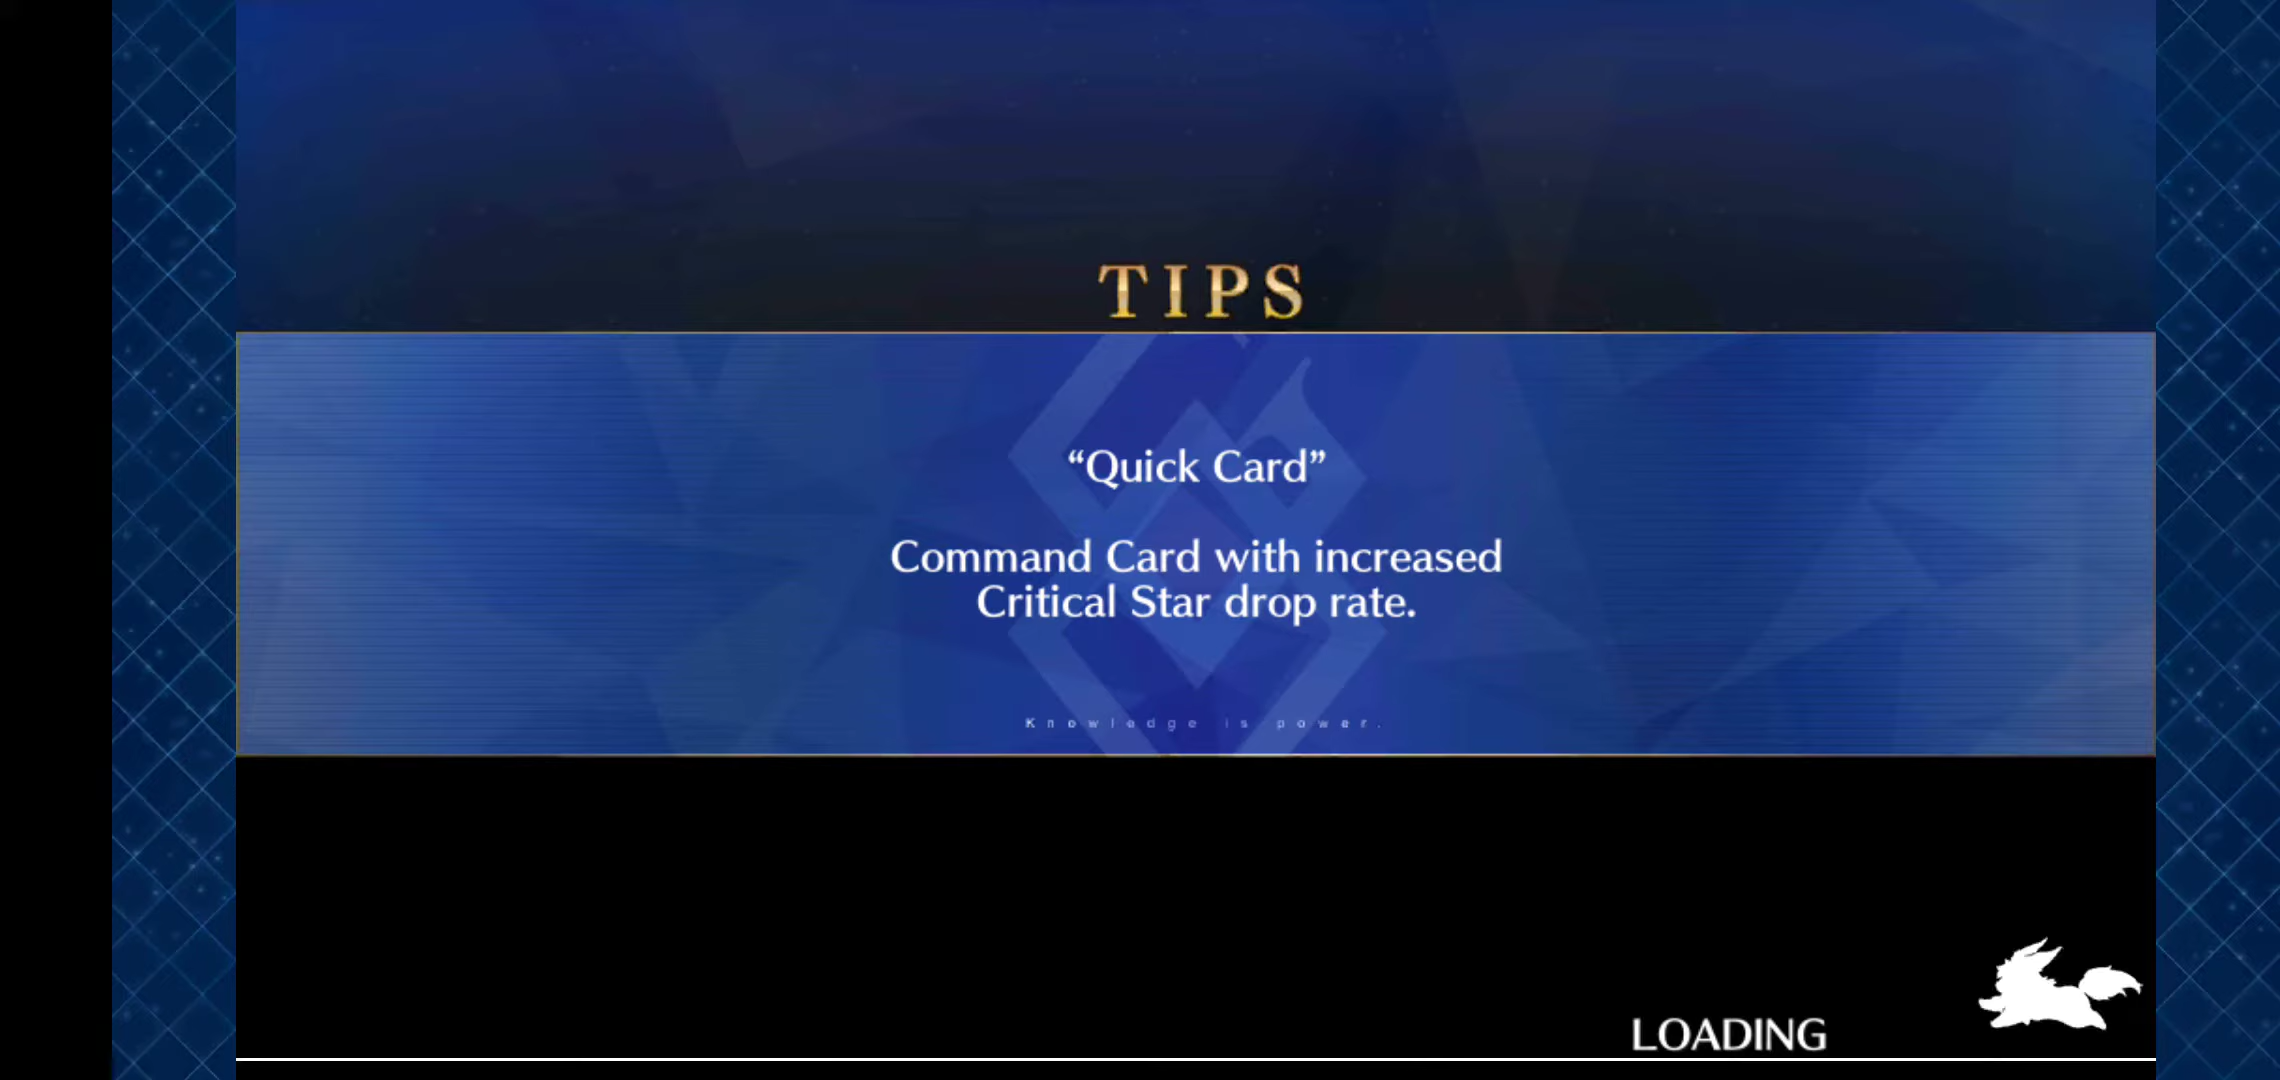 TIPS
“Quick Card”
Command Card with increased
Critical Star drop rate.
Knowledge is power.
LOADING